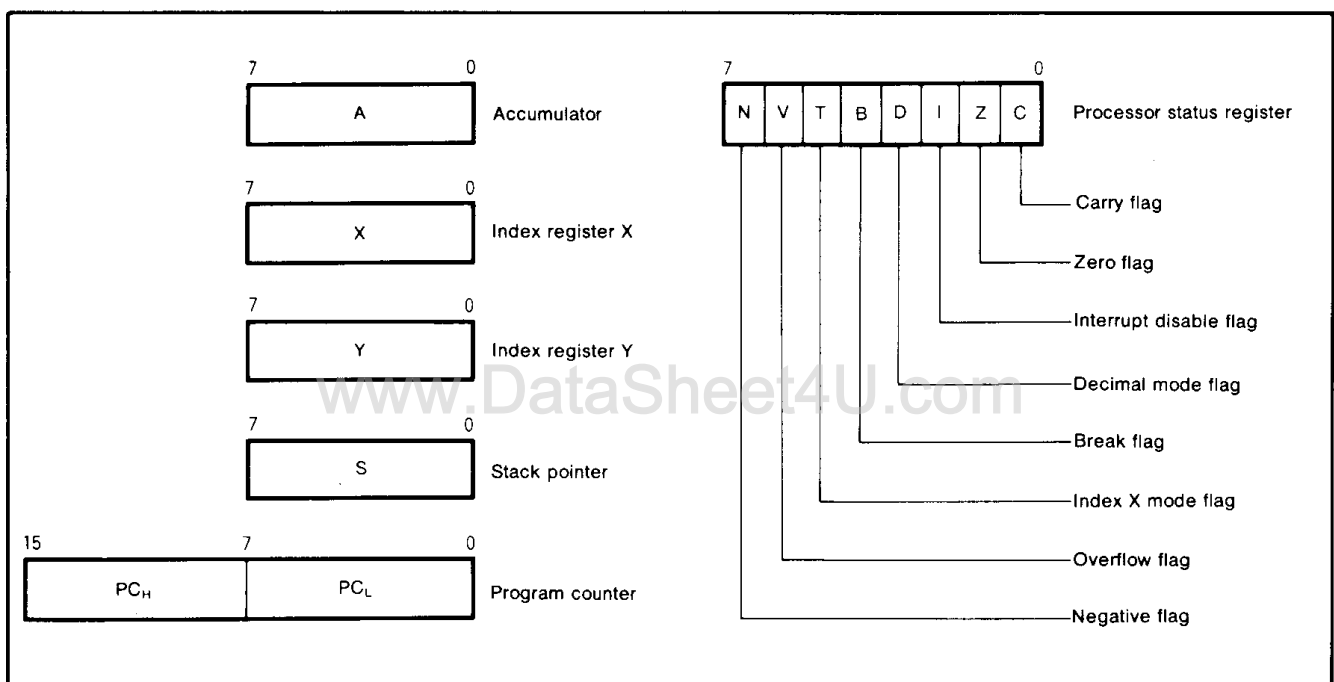 7 0
A
Accumulator
7 0
X
Index register X
7 0
Y
Index register Y
7 0
S
Stack pointer
15 7 0
PCH PCL
Program counter
7 0
N V T B D I Z C
Processor status register
Carry flag
Zero flag
Interrupt disable flag
Decimal mode flag
Break flag
Index X mode flag
Overflow flag
Negative flag
www.DataSheet4U.com